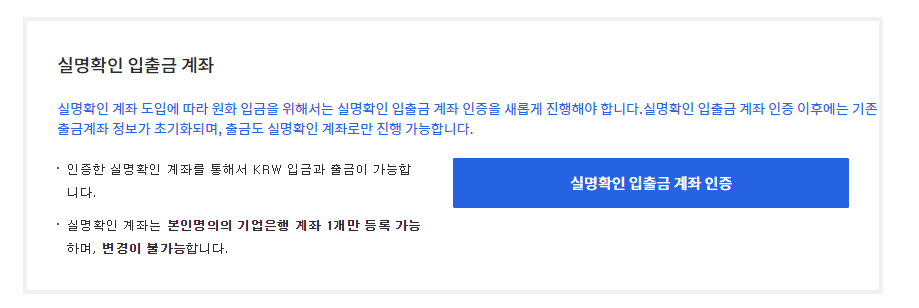 실명확인 입출금 계좌
실명확인 계좌 도입에 따라 원화 입금을 위해서는 실명확인 입출금 계좌 인증을 새롭게 진행해야 합니다.실명확인 입출금 계좌 인증 이후에는 기존
출금계좌 정보가 초기화되며, 출금도 실명확인 계좌로만 진행 가능합니다.
· 인증한 실명확인 계좌를 통해서 KRW 입금과 출금이 가능합
니다.
· 실명확인 계좌는 본인명의의 기업은행 계좌 1개만 등록 가능
하며, 변경이 불가능합니다.
실명확인 입출금 계좌 인증